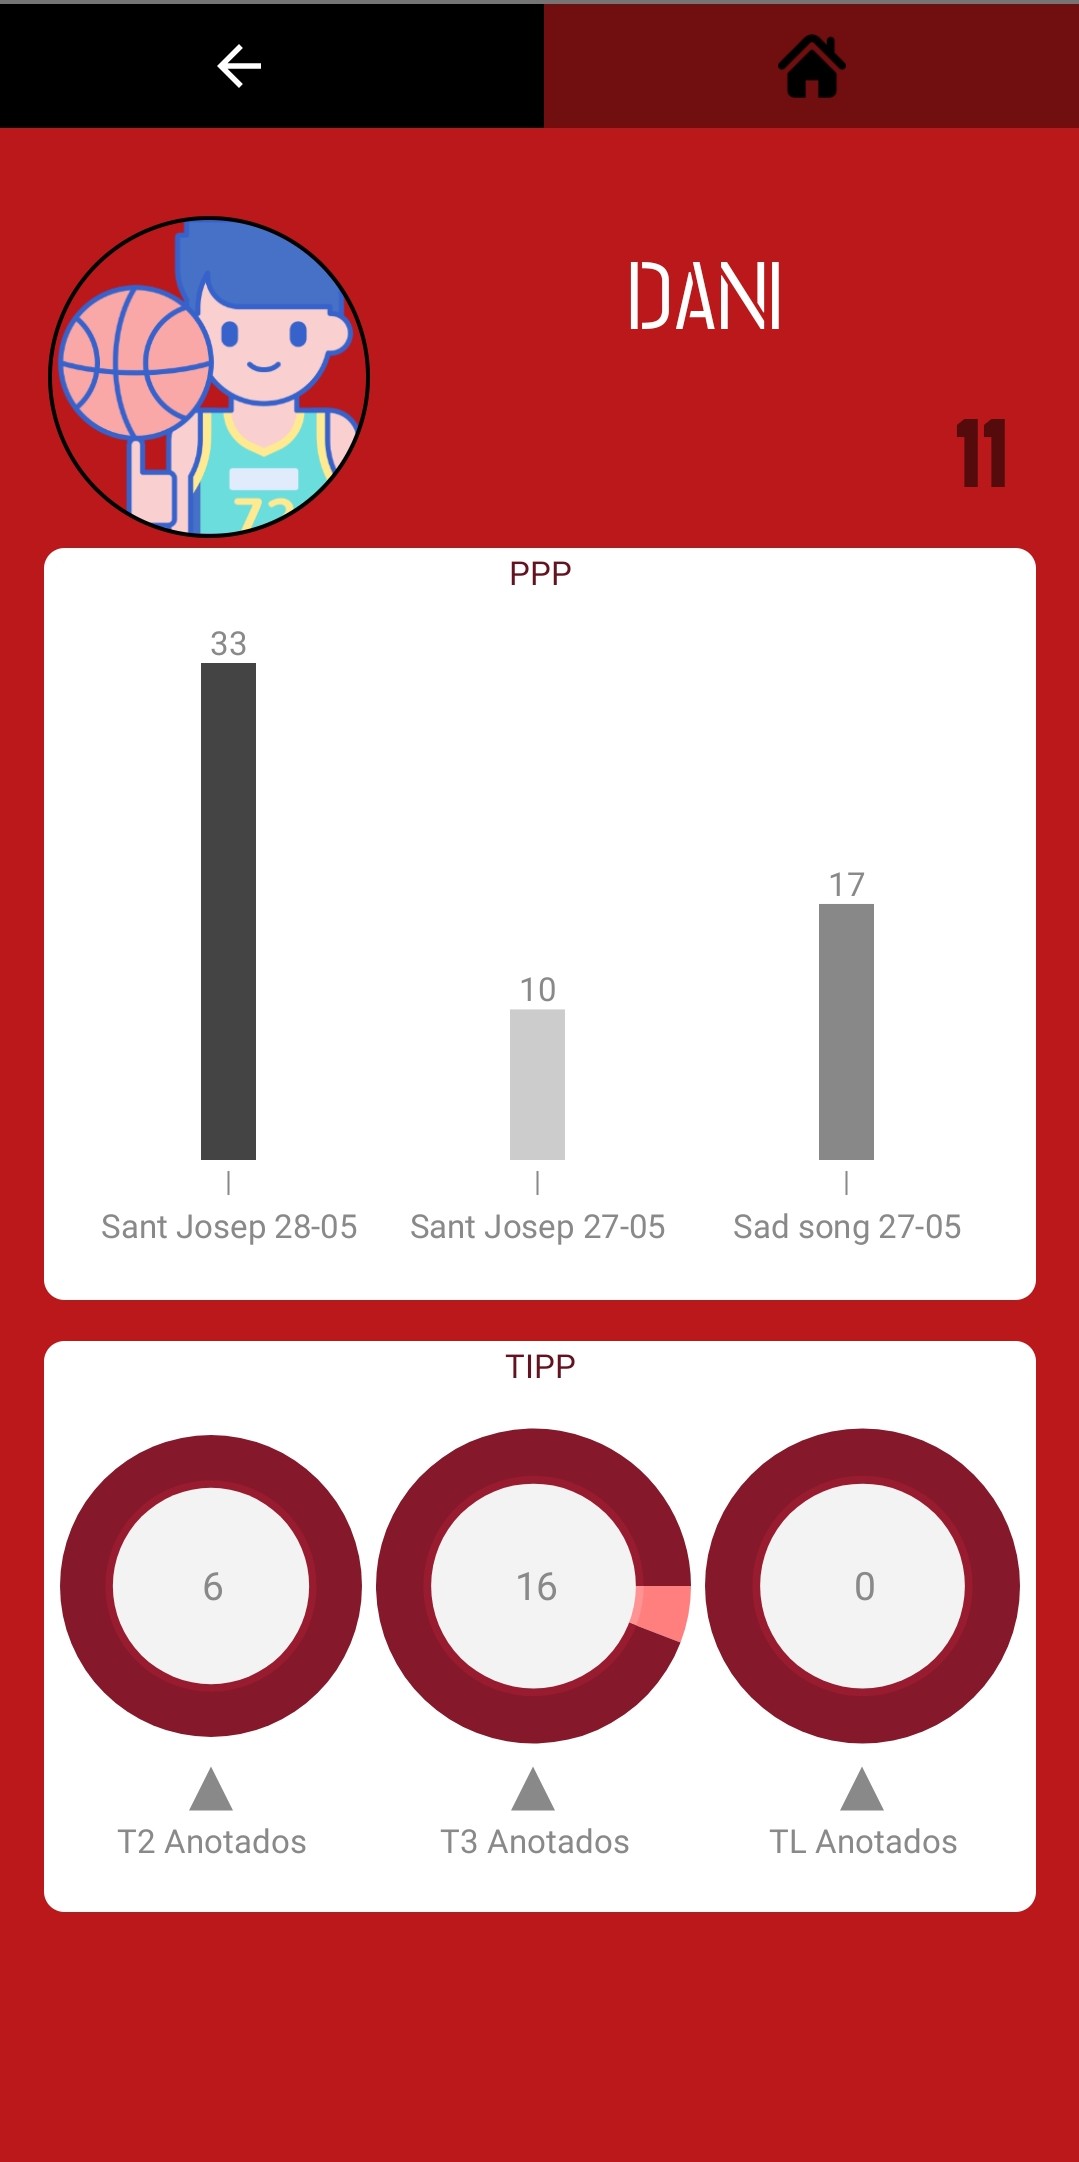 DANI
11
PPP
33
10
17
Sant Josep 28-05
Sant Josep 27-05
Sad song 27-05
TIPP
6
16
0
T2 Anotados
T3 Anotados
TL Anotados